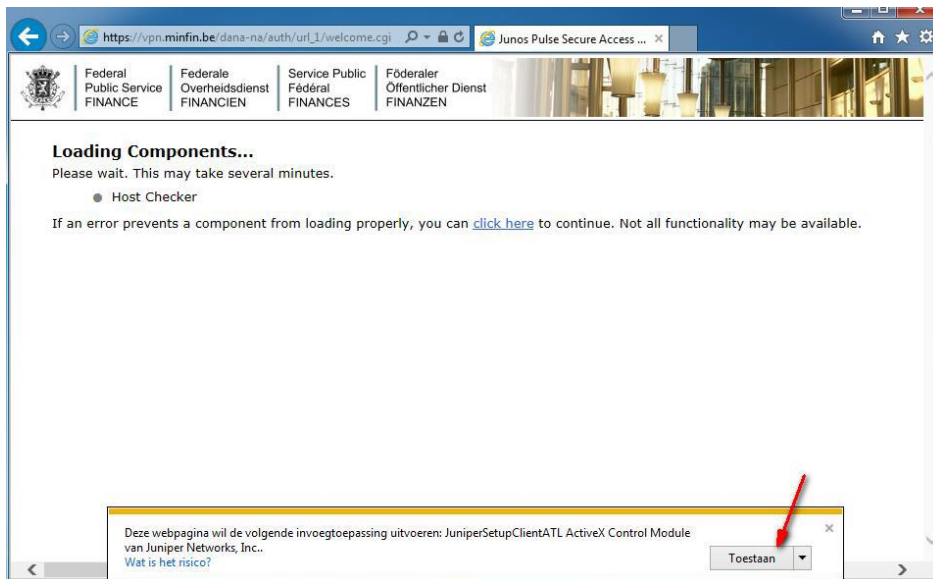 https://vpn.minfin.be/dana-na/auth/url_1/welcome.cgi
Junos Pulse Secure Access ...
Federal
Public Service
FINANCE
Federale
Overheidsdienst
FINANCIEN
Service Public
Fédéral
FINANCES
Föderaler
Öffentlicher Dienst
FINANZEN
Loading Components...
Please wait. This may take several minutes.
Host Checker
If an error prevents a component from loading properly, you can click here to continue. Not all functionality may be available.
Deze webpagina wil de volgende invoegtoepassing uitvoeren: JuniperSetupClientATL ActiveX Control Module
van Juniper Networks, Inc..
Wat is het risico?
Toestaan